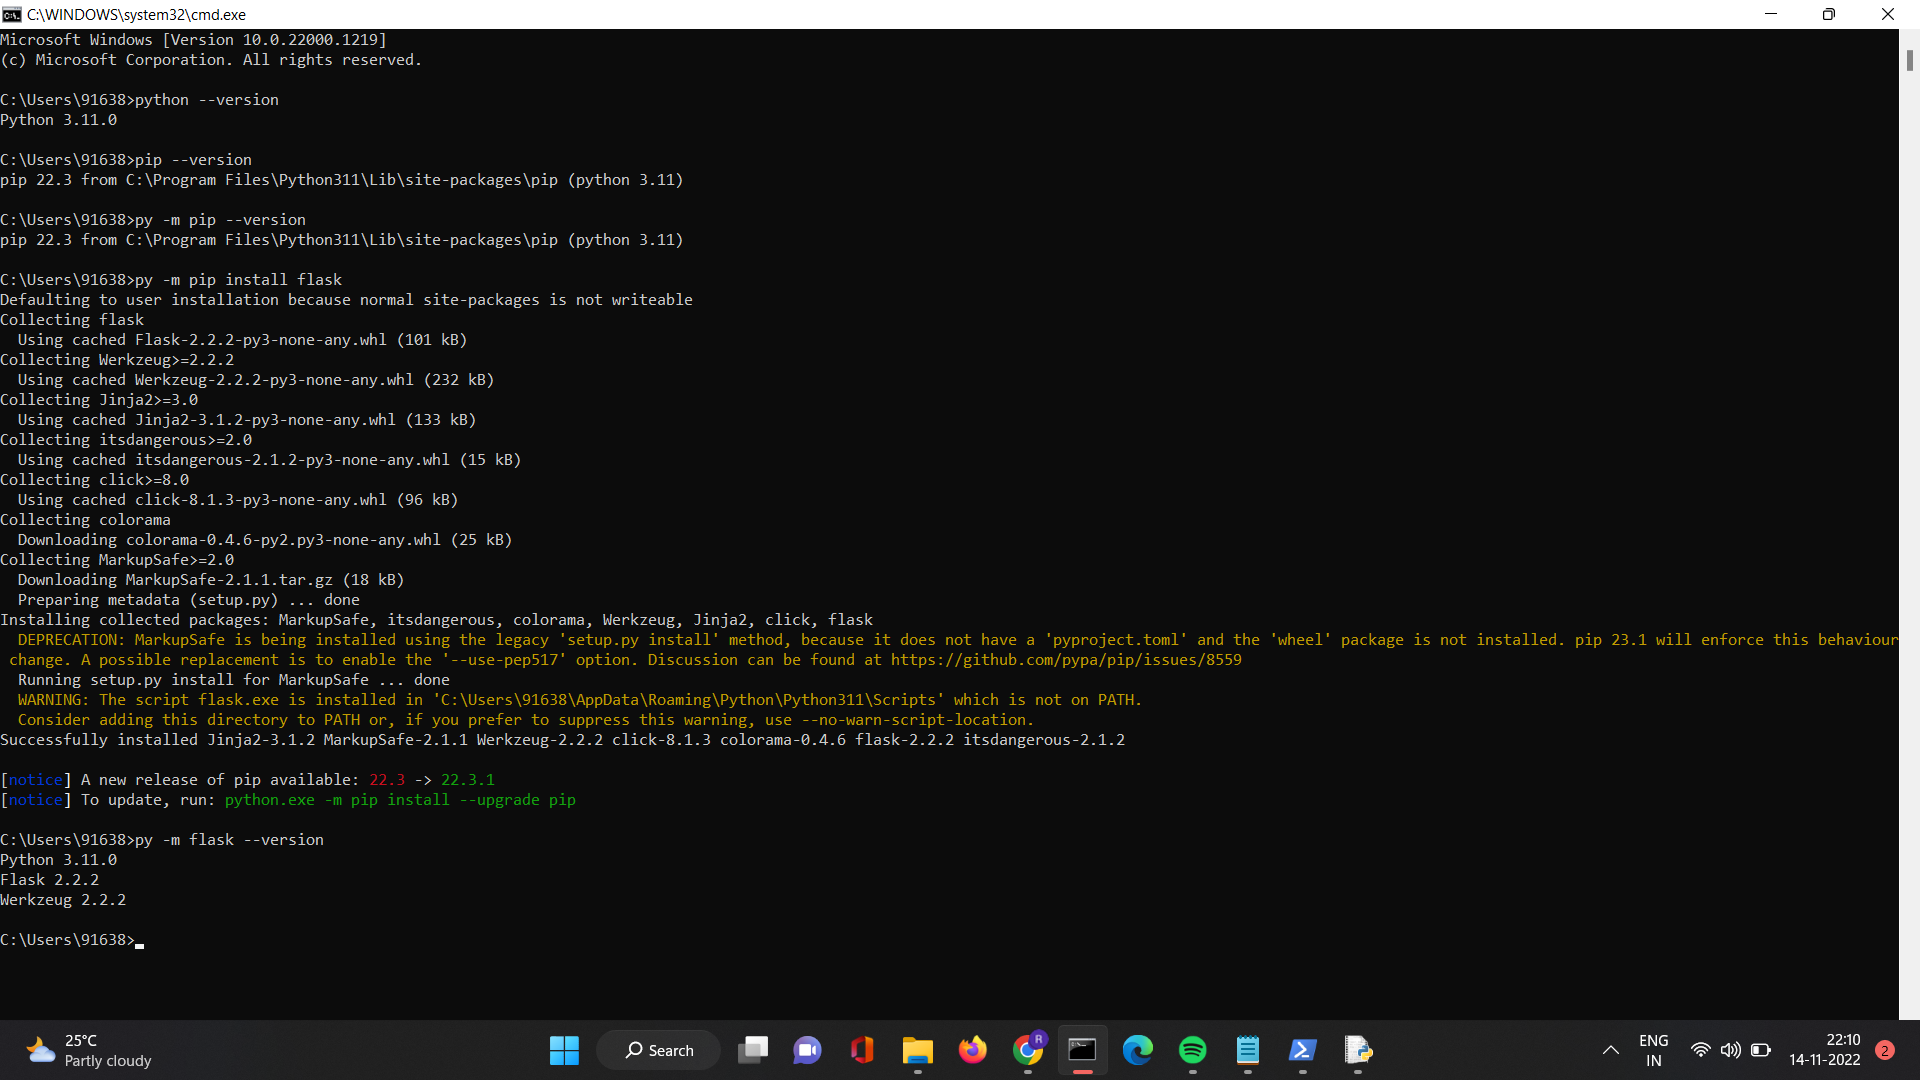 C:\WINDOWS\system32\cmd.exe
Microsoft Windows [Version 10.0.22000.1219]
(c) Microsoft Corporation. All rights reserved.
C:\Users\91638>python --version
Python 3.11.0
C:\Users\91638>pip --version
pip 22.3 from C:\Program Files\Python311\Lib\site-packages\pip (python 3.11)
C:\Users\91638>py -m pip --version
pip 22.3 from C:\Program Files\Python311\Lib\site-packages\pip (python 3.11)
C:\Users\91638>py -m pip install flask
Defaulting to user installation because normal site-packages is not writeable
Collecting flask
  Using cached Flask-2.2.2-py3-none-any.whl (101 kB)
Collecting Werkzeug>=2.2.2
  Using cached Werkzeug-2.2.2-py3-none-any.whl (232 kB)
Collecting Jinja2>=3.0
  Using cached Jinja2-3.1.2-py3-none-any.whl (133 kB)
Collecting itsdangerous>=2.0
  Using cached itsdangerous-2.1.2-py3-none-any.whl (15 kB)
Collecting click>=8.0
  Using cached click-8.1.3-py3-none-any.whl (96 kB)
Collecting colorama
  Downloading colorama-0.4.6-py2.py3-none-any.whl (25 kB)
Collecting MarkupSafe>=2.0
  Downloading MarkupSafe-2.1.1.tar.gz (18 kB)
  Preparing metadata (setup.py) ... done
Installing collected packages: MarkupSafe, itsdangerous, colorama, Werkzeug, Jinja2, click, flask
  DEPRECATION: MarkupSafe is being installed using the legacy 'setup.py install' method, because it does not have a 'pyproject.toml' and the 'wheel' package is not installed. pip 23.1 will enforce this behaviour
 change. A possible replacement is to enable the '--use-pep517' option. Discussion can be found at https://github.com/pypa/pip/issues/8559
  Running setup.py install for MarkupSafe ... done
  WARNING: The script flask.exe is installed in 'C:\Users\91638\AppData\Roaming\Python\Python311\Scripts' which is not on PATH.
  Consider adding this directory to PATH or, if you prefer to suppress this warning, use --no-warn-script-location.
Successfully installed Jinja2-3.1.2 MarkupSafe-2.1.1 Werkzeug-2.2.2 click-8.1.3 colorama-0.4.6 flask-2.2.2 itsdangerous-2.1.2
[notice] A new release of pip available: 22.3 -> 22.3.1
[notice] To update, run: python.exe -m pip install --upgrade pip
C:\Users\91638>py -m flask --version
Python 3.11.0
Flask 2.2.2
Werkzeug 2.2.2
C:\Users\91638>
25°C
Partly cloudy
Search
R
ENG
IN
22:10
14-11-2022
2